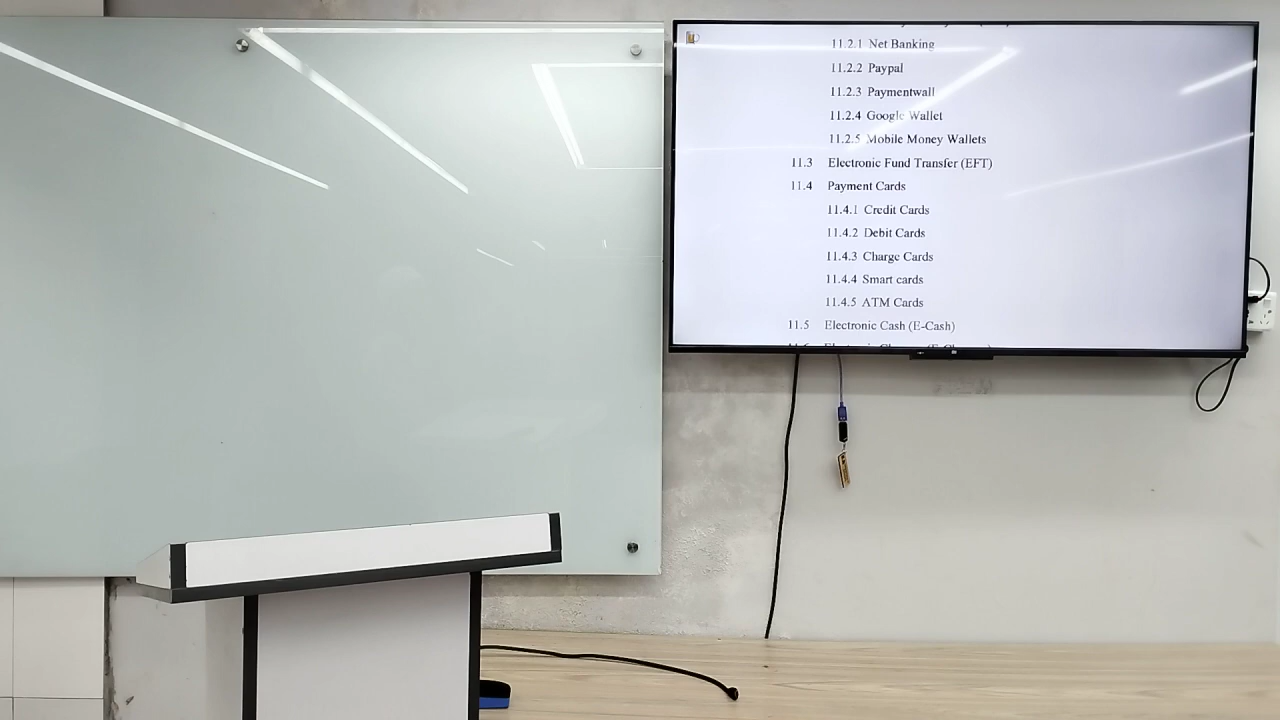 11.2.1 Net Banking
11.2.2 Paypal
11.2.3 Paymentwall
11.2.4 Google Wallet
11.2.5 Mobile Money Wallets
11.3 Electronic Fund Transfer (EFT)
11.4 Payment Cards
11.4.1 Credit Cards
11.4.2 Debit Cards
11.4.3 Charge Cards
11.4.4 Smart cards
11.4.5 ATM Cards
11.5 Electronic Cash (E-Cash)